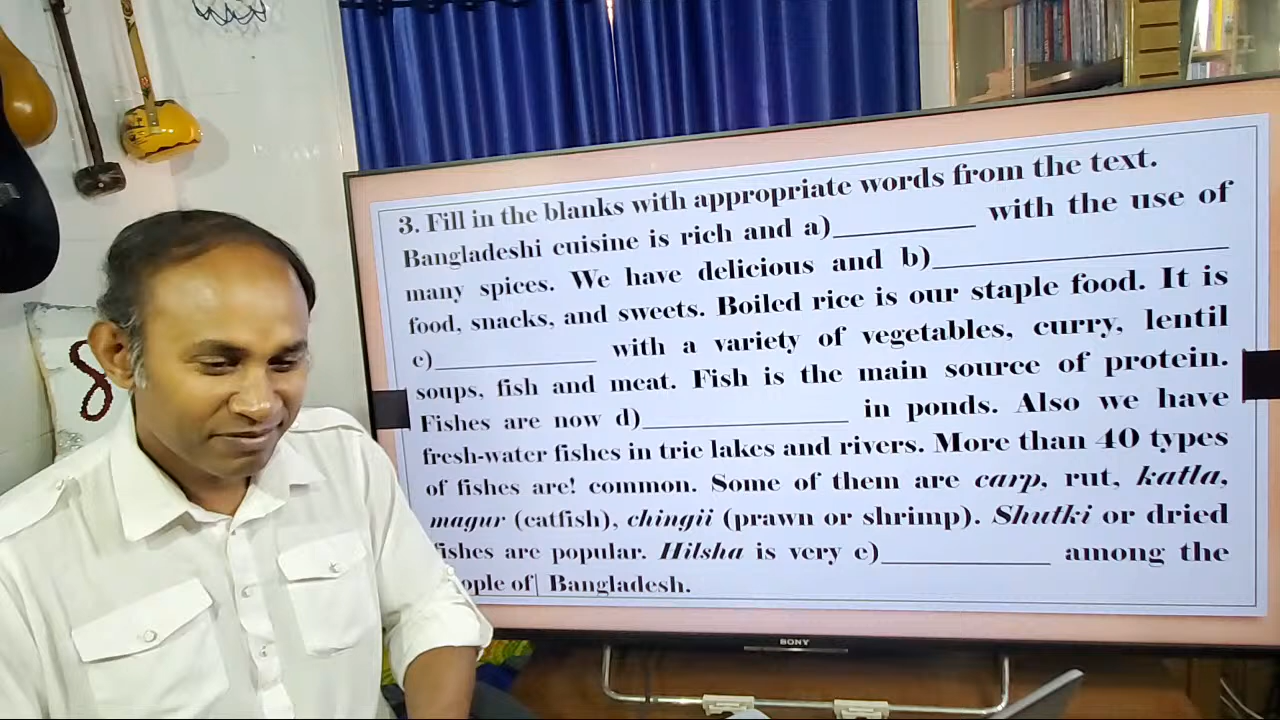 3. Fill in the blanks with appropriate words from the text.
Bangladeshi cuisine is rich and a)__________ with the use of
many spices. We have delicious and b)____________________
food, snacks, and sweets. Boiled rice is our staple food. It is
c)____________ with a variety of vegetables, curry, lentil
soups, fish and meat. Fish is the main source of protein.
Fishes are now d)_______________ in ponds. Also we have
fresh-water fishes in trie lakes and rivers. More than 40 types
of fishes are! common. Some of them are carp, rut, katla,
magur (catfish), chingii (prawn or shrimp). Shutki or dried
fishes are popular. Hilsha is very e)____________ among the
ople of| Bangladesh.
SONY